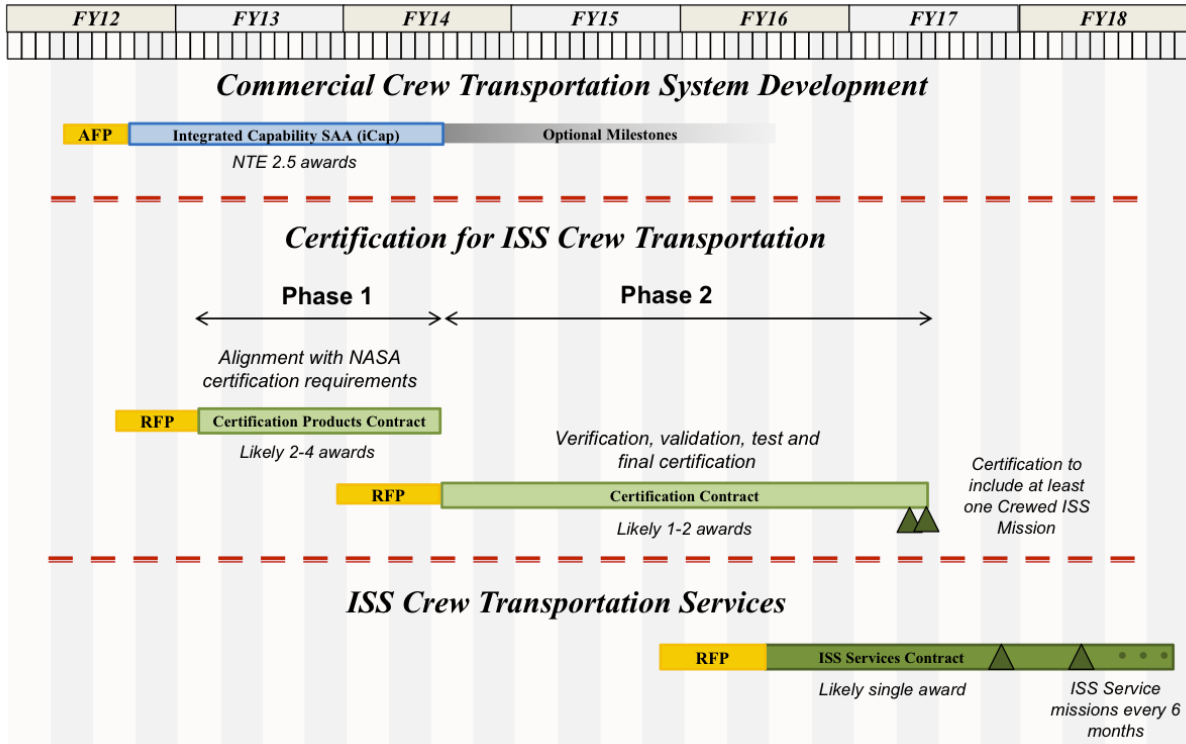 FY12 FY13 FY14 FY15 FY16 FY17 FY18
Commercial Crew Transportation System Development
AFP Integrated Capability SAA (iCap) Optional Milestones
NTE 2.5 awards
Certification for ISS Crew Transportation
Phase 1 Phase 2
Alignment with NASA
certification requirements
RFP Certification Products Contract
Likely 2-4 awards
Verification, validation, test and
final certification
RFP Certification Contract
Likely 1-2 awards
Certification to
include at least
one Crewed ISS
Mission
ISS Crew Transportation Services
RFP ISS Services Contract
Likely single award
ISS Service
missions every 6
months